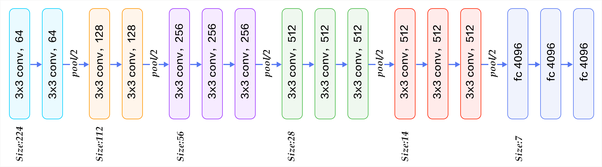 3x3 conv, 64
3x3 conv, 64
pool/2
3x3 conv, 128
3x3 conv, 128
pool/2
3x3 conv, 256
3x3 conv, 256
3x3 conv, 256
pool/2
3x3 conv, 512
3x3 conv, 512
3x3 conv, 512
pool/2
3x3 conv, 512
3x3 conv, 512
3x3 conv, 512
pool/2
fc 4096
fc 4096
fc 4096
Size:224
Size:112
Size:56
Size:28
Size:14
Size:7